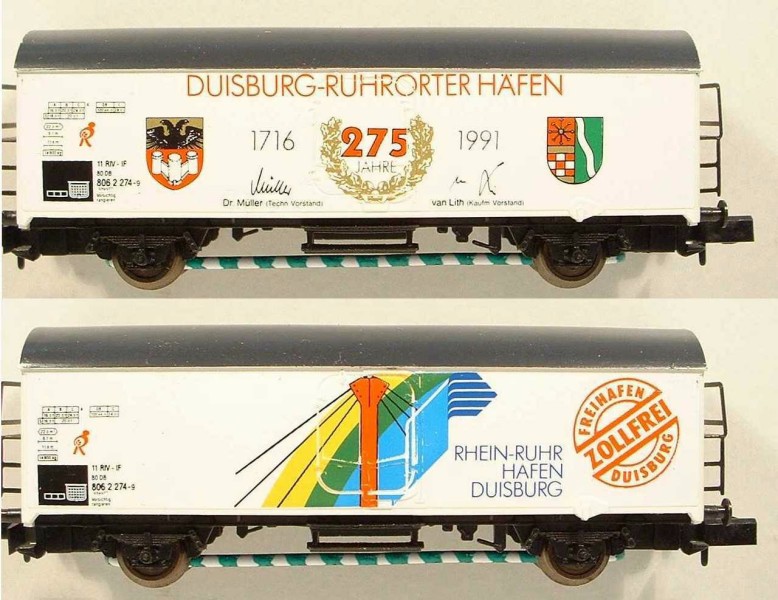 DUISBURG-RUHRORTER HÄFEN
1716
275
JAHRE
1991
11 RIV - IF
80 DB
806 2 274-9
Dr. Müller (Techn Vorstand)
van Lith (Kaufm Vorstand)
11 RIV - IF
80 DB
806 2 274-9
RHEIN-RUHR
HAFEN
DUISBURG
FREIHAFEN
ZOLLFREI
DUISBURG